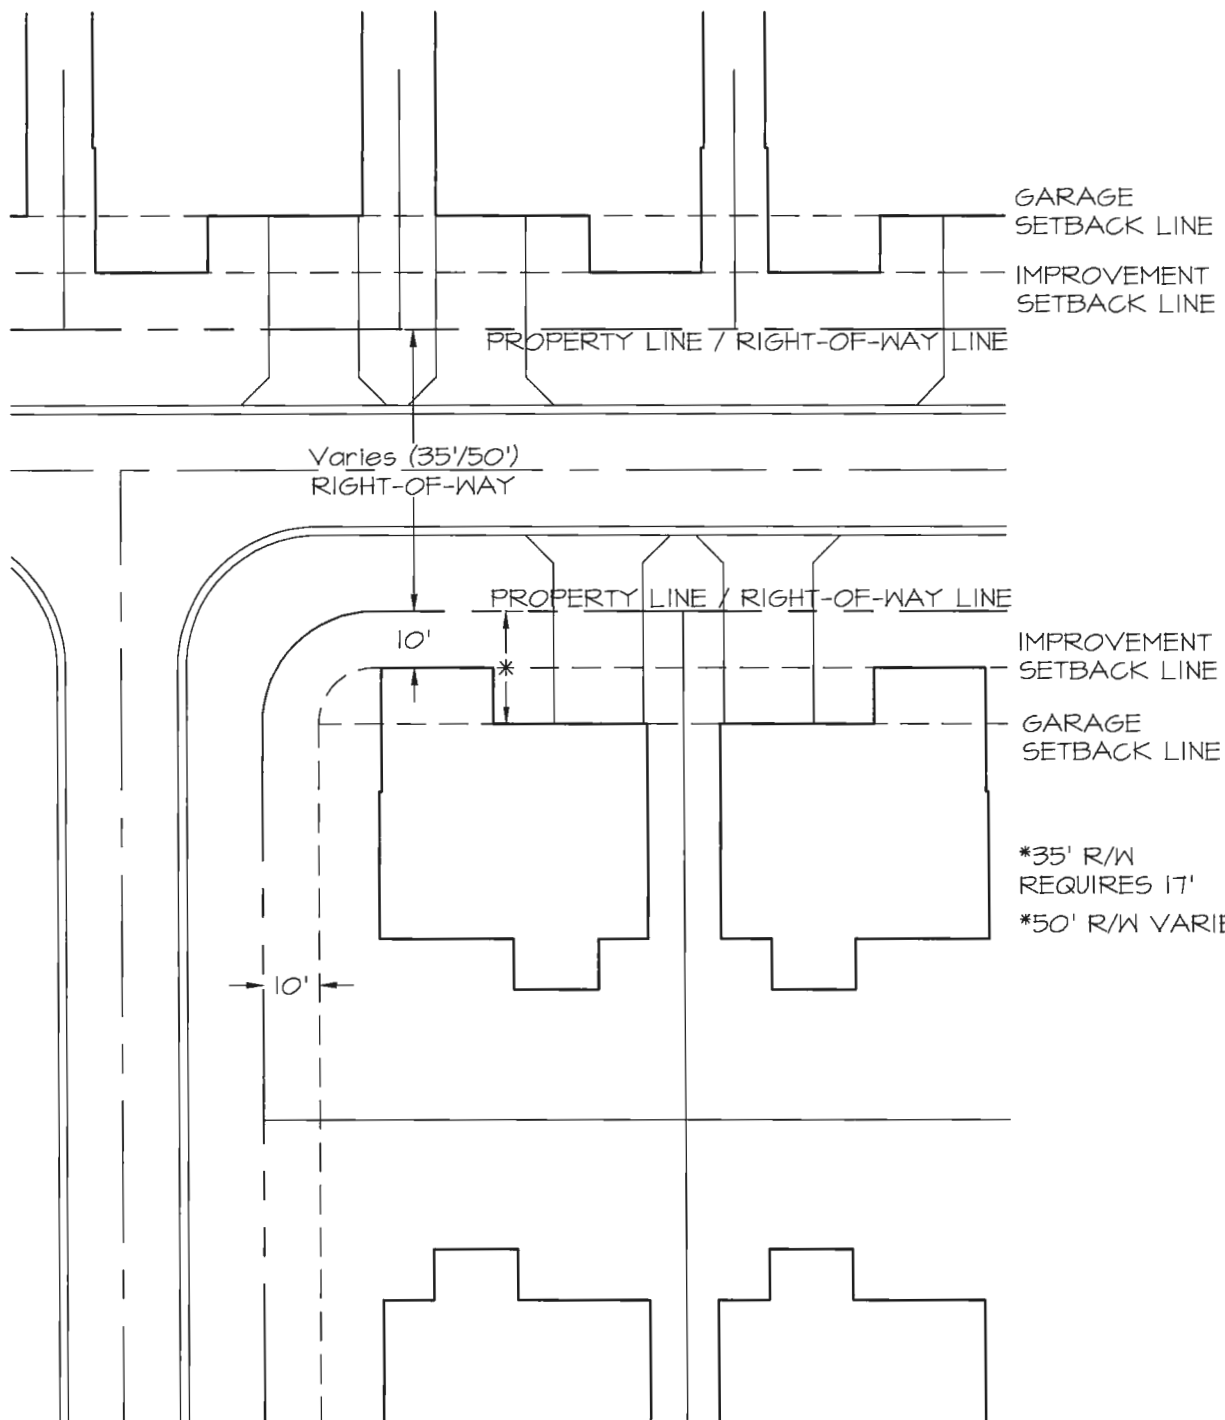 GARAGE
SETBACK LINE
IMPROVEMENT
SETBACK LINE
PROPERTY LINE / RIGHT-OF-WAY LINE
Varies (35'/50')
RIGHT-OF-WAY
PROPERTY LINE / RIGHT-OF-WAY LINE
10'
*
IMPROVEMENT
SETBACK LINE
GARAGE
SETBACK LINE
*35' R/W
REQUIRES 17'
*50' R/W VARIE
10'